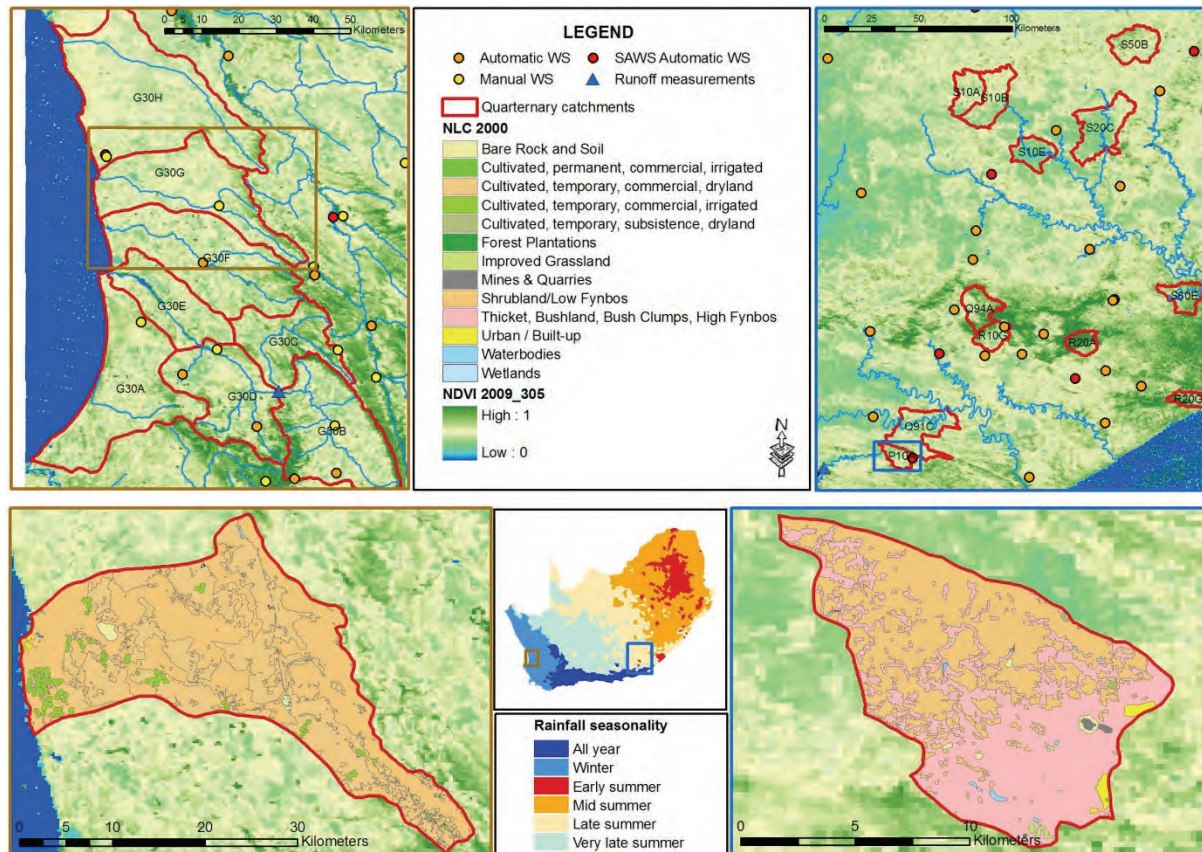 0 10 20 30 40 50
Kilometers
G30H
G30G
G30F
G30E
G30C
G30A
G30D
G30B
LEGEND
Automatic WS
SAWS Automatic WS
Manual WS
Runoff measurements
Quarternary catchments
NLC 2000
Bare Rock and Soil
Cultivated, permanent, commercial, irrigated
Cultivated, temporary, commercial, dryland
Cultivated, temporary, commercial, irrigated
Cultivated, temporary, subsistence, dryland
Forest Plantations
Improved Grassland
Mines & Quarries
Shrubland/Low Fynbos
Thicket, Bushland, Bush Clumps, High Fynbos
Urban / Built-up
Waterbodies
Wetlands
NDVI 2009_305
High : 1
Low : 0
N
0 25 50 100
Kilometers
S50B
S10A
S10B
S20C
S10E
S60E
Q94A
R10G
R20A
R20G
Q91C
0 5 10 20 30
Kilometers
Rainfall seasonality
All year
Winter
Early summer
Mid summer
Late summer
Very late summer
0 10
Kilometers